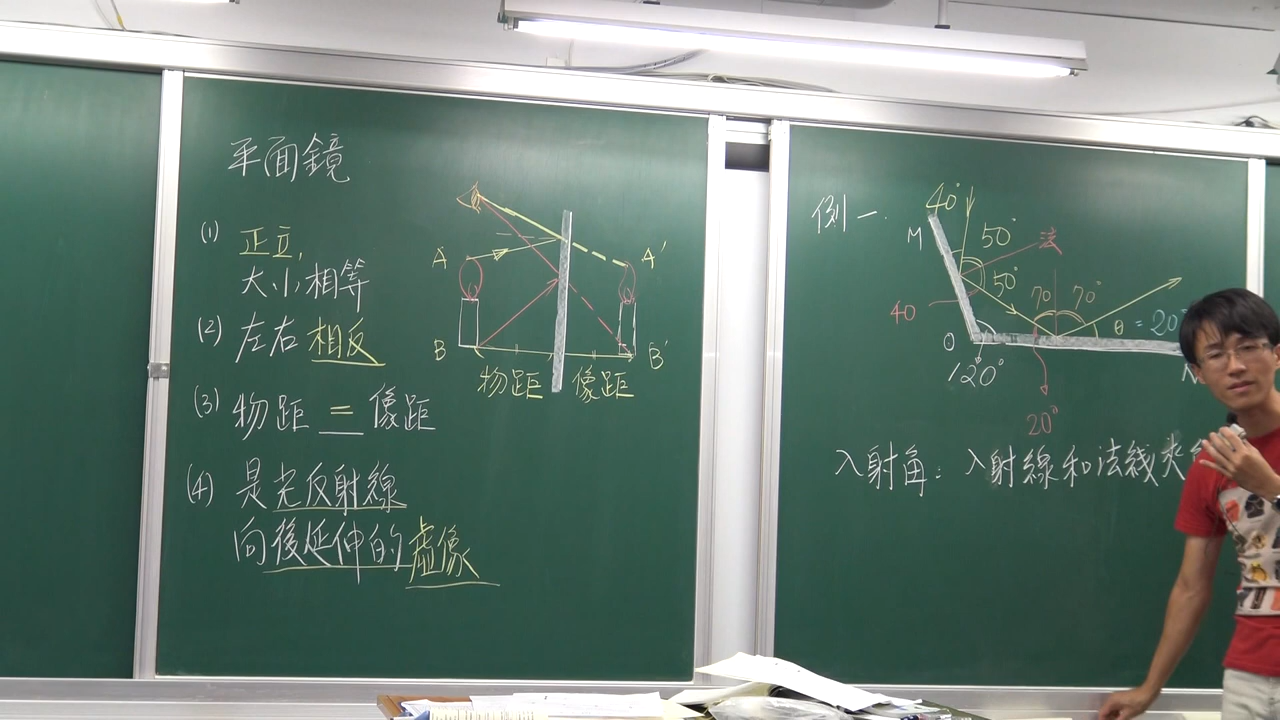 平面鏡
(1) 正立,
大小相等
(2) 左右相反
(3) 物距 = 像距
(4) 是光反射線
向後延伸的虛像
A A'
B B'
物距 像距
例一.
40°
M 50° 法
50° 70 70°
40 θ = 20°
O N
120°
20°
入射角: 入射線和法线夾